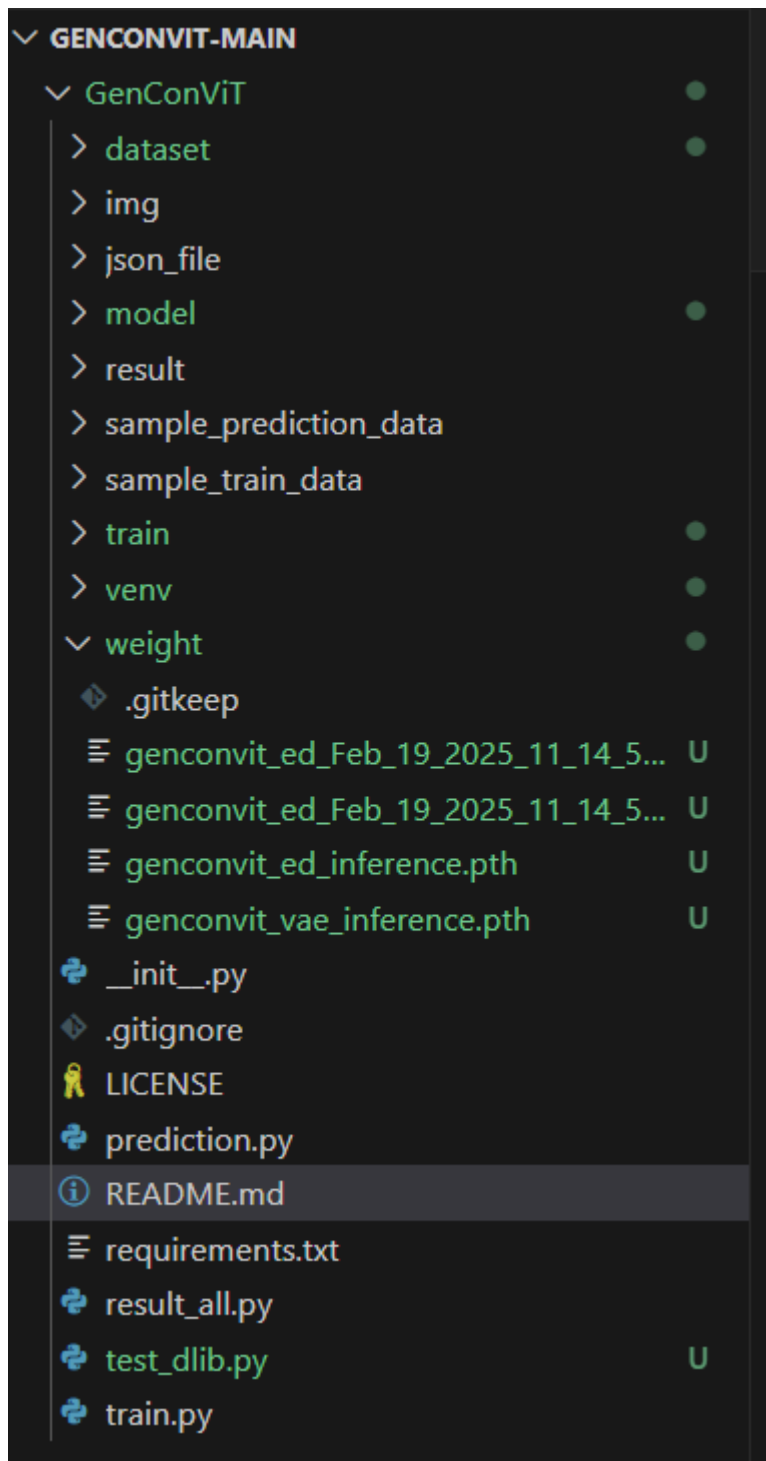 GENCONVIT-MAIN
GenConViT
dataset
img
json_file
model
result
sample_prediction_data
sample_train_data
train
venv
weight
.gitkeep
genconvit_ed_Feb_19_2025_11_14_5... U
genconvit_ed_Feb_19_2025_11_14_5... U
genconvit_ed_inference.pth U
genconvit_vae_inference.pth U
__init__.py
.gitignore
LICENSE
prediction.py
README.md
requirements.txt
result_all.py
test_dlib.py U
train.py